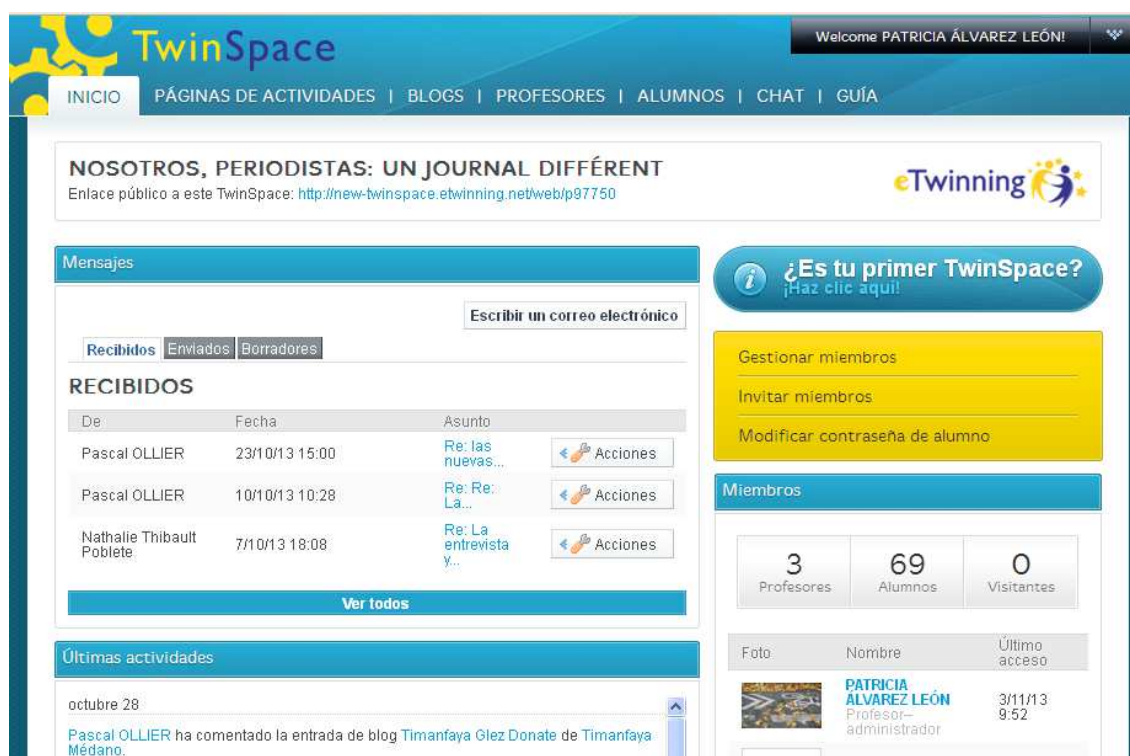 TwinSpace
Welcome PATRICIA ÁLVAREZ LEÓN!
INICIO PÁGINAS DE ACTIVIDADES | BLOGS | PROFESORES | ALUMNOS | CHAT | GUÍA
NOSOTROS, PERIODISTAS: UN JOURNAL DIFFÉRENT
Enlace público a este TwinSpace: http://new-twinspace.etwinning.net/web/p97750
eTwinning
Mensajes
Escribir un correo electrónico
Recibidos Enviados Borradores
RECIBIDOS
De Fecha Asunto
Pascal OLLIER 23/10/13 15:00 Re: las
nuevas... Acciones
Pascal OLLIER 10/10/13 10:28 Re: Re:
La... Acciones
Nathalie Thibault
Poblete 7/10/13 18:08 Re: La
entrevista
y... Acciones
Ver todos
Últimas actividades
octubre 28
Pascal OLLIER ha comentado la entrada de blog Timanfaya Glez Donate de Timanfaya
Médano.
¿Es tu primer TwinSpace?
¡Haz clic aquí!
Gestionar miembros
Invitar miembros
Modificar contraseña de alumno
Miembros
3 69 0
Profesores Alumnos Visitantes
Foto Nombre Último
acceso
PATRICIA
ÁLVAREZ LEÓN
Profesor–
administrador
3/11/13
9:52